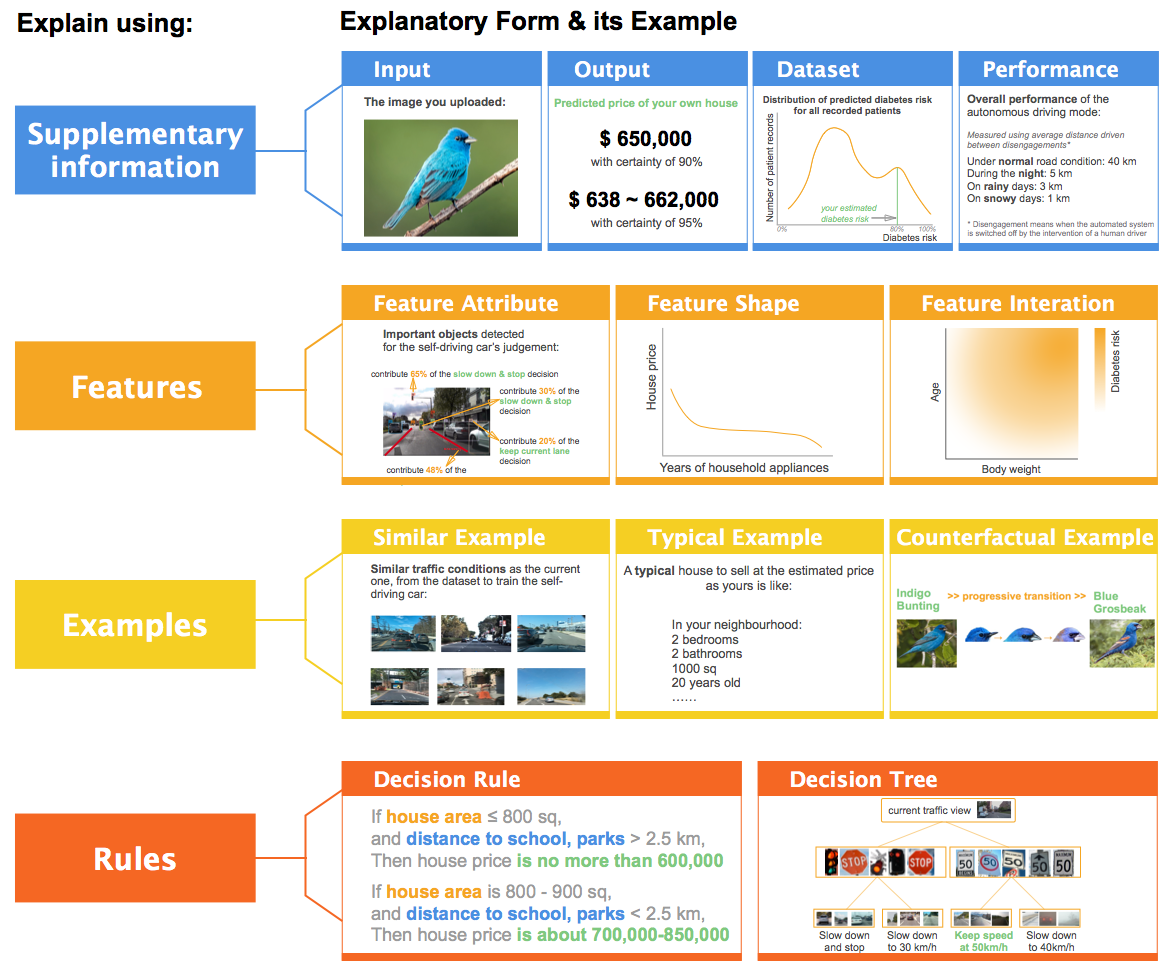 Explain using:
Explanatory Form & its Example
Supplementary
information
Input
The image you uploaded:
Output
Predicted price of your own house
$ 650,000
with certainty of 90%
$ 638 ~ 662,000
with certainty of 95%
Dataset
Distribution of predicted diabetes risk
for all recorded patients
Number of patient records
your estimated
diabetes risk
0%
80%
100%
Diabetes risk
Performance
Overall performance of the
autonomous driving mode:
Measured using average distance driven
between disengagements*
Under normal road condition: 40 km
During the night: 5 km
On rainy days: 3 km
On snowy days: 1 km
* Disengagement means when the automated system
is switched off by the intervention of a human driver
Features
Feature Attribute
Important objects detected
for the self-driving car's judgement:
contribute 65% of the slow down & stop decision
contribute 30% of the
slow down & stop
decision
contribute 20% of the
keep current lane
decision
contribute 48% of the
Feature Shape
House price
Years of household appliances
Feature Interation
Age
Body weight
Diabetes risk
Examples
Similar Example
Similar traffic conditions as the current
one, from the dataset to train the self-
driving car:
Typical Example
A typical house to sell at the estimated price
as yours is like:
In your neighbourhood:
2 bedrooms
2 bathrooms
1000 sq
20 years old
......
Counterfactual Example
Indigo
Bunting
>> progressive transition >>
Blue
Grosbeak
Rules
Decision Rule
If house area ≤ 800 sq,
and distance to school, parks > 2.5 km,
Then house price is no more than 600,000
If house area is 800 - 900 sq,
and distance to school, parks < 2.5 km,
Then house price is about 700,000-850,000
Decision Tree
current traffic view
STOP
STOP
50
50
50
50
50
Slow down
and stop
Slow down
to 30 km/h
Keep speed
at 50km/h
Slow down
to 40km/h